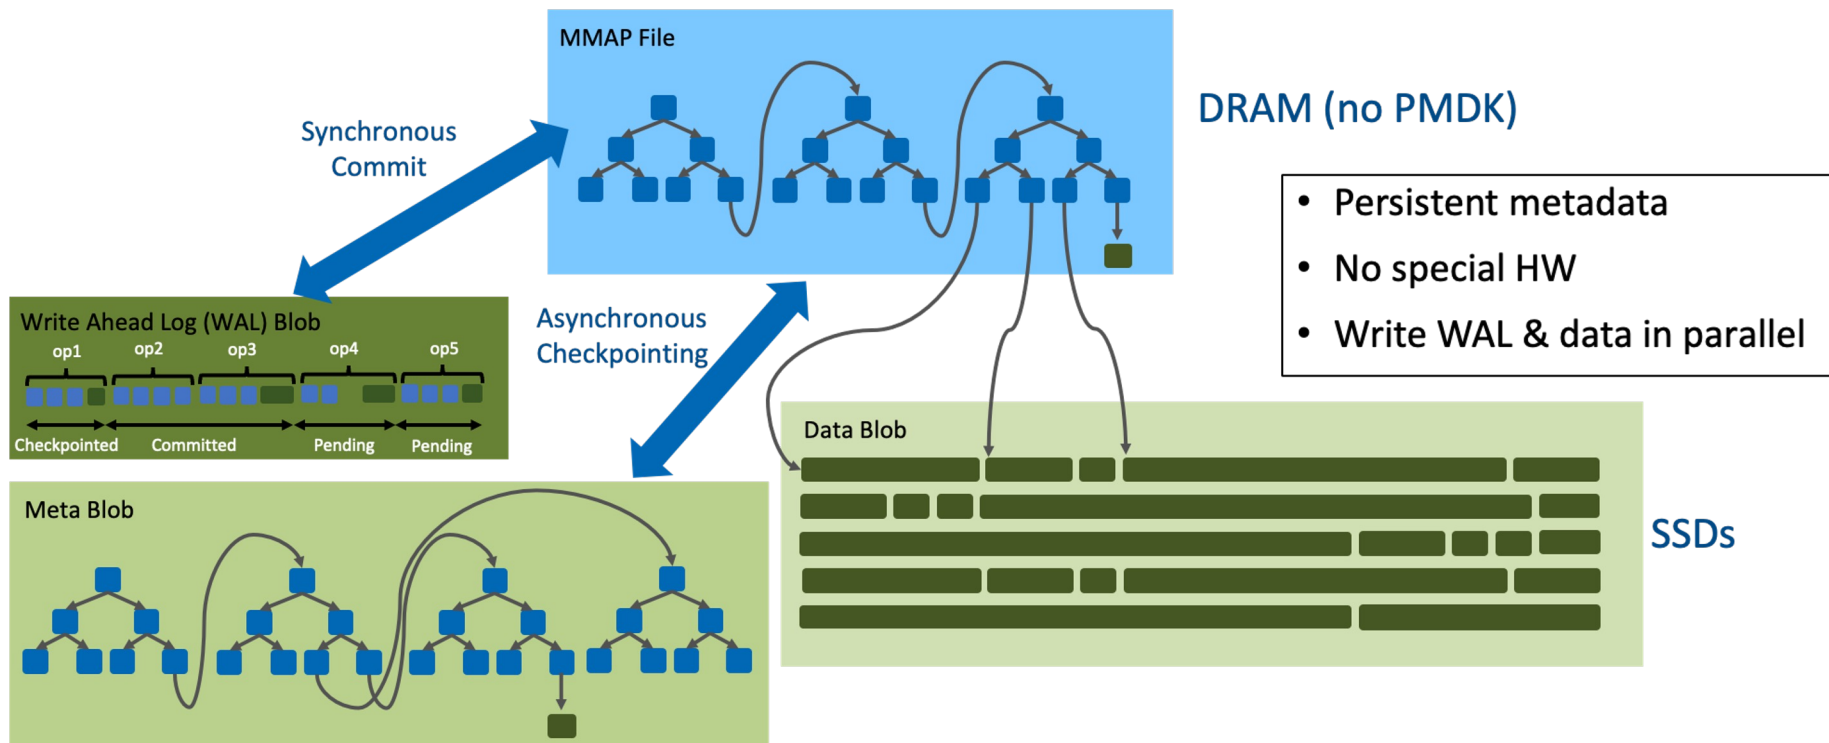 MMAP File
DRAM (no PMDK)
Synchronous
Commit
• Persistent metadata
• No special HW
• Write WAL & data in parallel
Write Ahead Log (WAL) Blob
op1 op2 op3 op4 op5
Checkpointed Committed Pending Pending
Asynchronous
Checkpointing
Data Blob
SSDs
Meta Blob